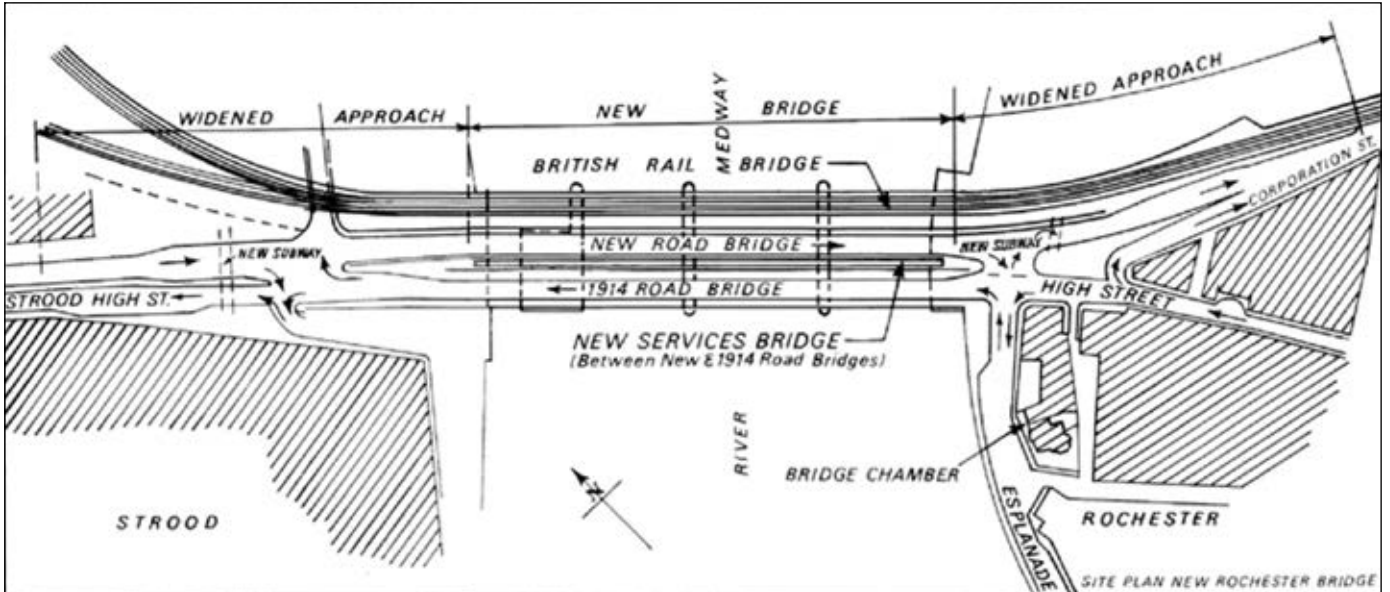 WIDENED APPROACH
NEW BRIDGE
WIDENED APPROACH
RIVER MEDWAY
BRITISH RAIL BRIDGE
CORPORATION ST.
NEW ROAD BRIDGE
NEW SUBWAY
NEW SUBWAY
STROOD HIGH ST.
1914 ROAD BRIDGE
HIGH STREET
NEW SERVICES BRIDGE
(Between New & 1914 Road Bridges)
BRIDGE CHAMBER
N
ESPLANADE
STROOD
ROCHESTER
SITE PLAN NEW ROCHESTER BRIDGE